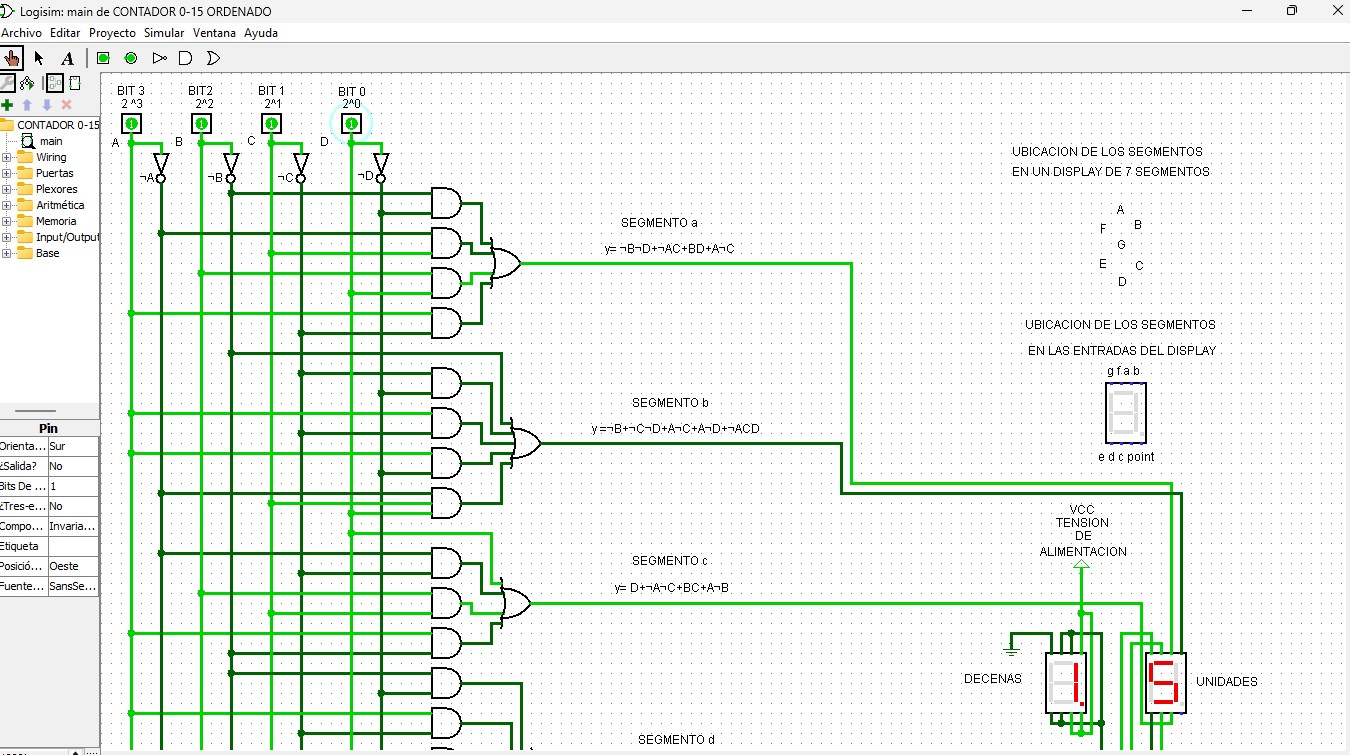 Logisim: main de CONTADOR 0-15 ORDENADO
Archivo Editar Proyecto Simular Ventana Ayuda
A
BIT 3 BIT2 BIT 1 BIT 0
2^3 2^2 2^1 2^0
1 1 1 1
A B C D
¬A ¬B ¬C ¬D
CONTADOR 0-15
main
Wiring
Puertas
Plexores
Aritmética
Memoria
Input/Output
Base
Pin
Orienta... Sur
¿Salida? No
Bits De ... 1
¿Tres-e... No
Compo... Invaria...
Etiqueta
Posició... Oeste
Fuente... SansSe...
SEGMENTO a
y= ¬B¬D+¬AC+BD+A¬C
SEGMENTO b
y=¬B+¬C¬D+A¬C+A¬D+¬ACD
SEGMENTO c
y= D+¬A¬C+BC+A¬B
SEGMENTO d
UBICACION DE LOS SEGMENTOS
EN UN DISPLAY DE 7 SEGMENTOS
A
F B
G
E C
D
UBICACION DE LOS SEGMENTOS
EN LAS ENTRADAS DEL DISPLAY
g f a b
e d c point
VCC
TENSION
DE
ALIMENTACION
DECENAS 1. 5 UNIDADES